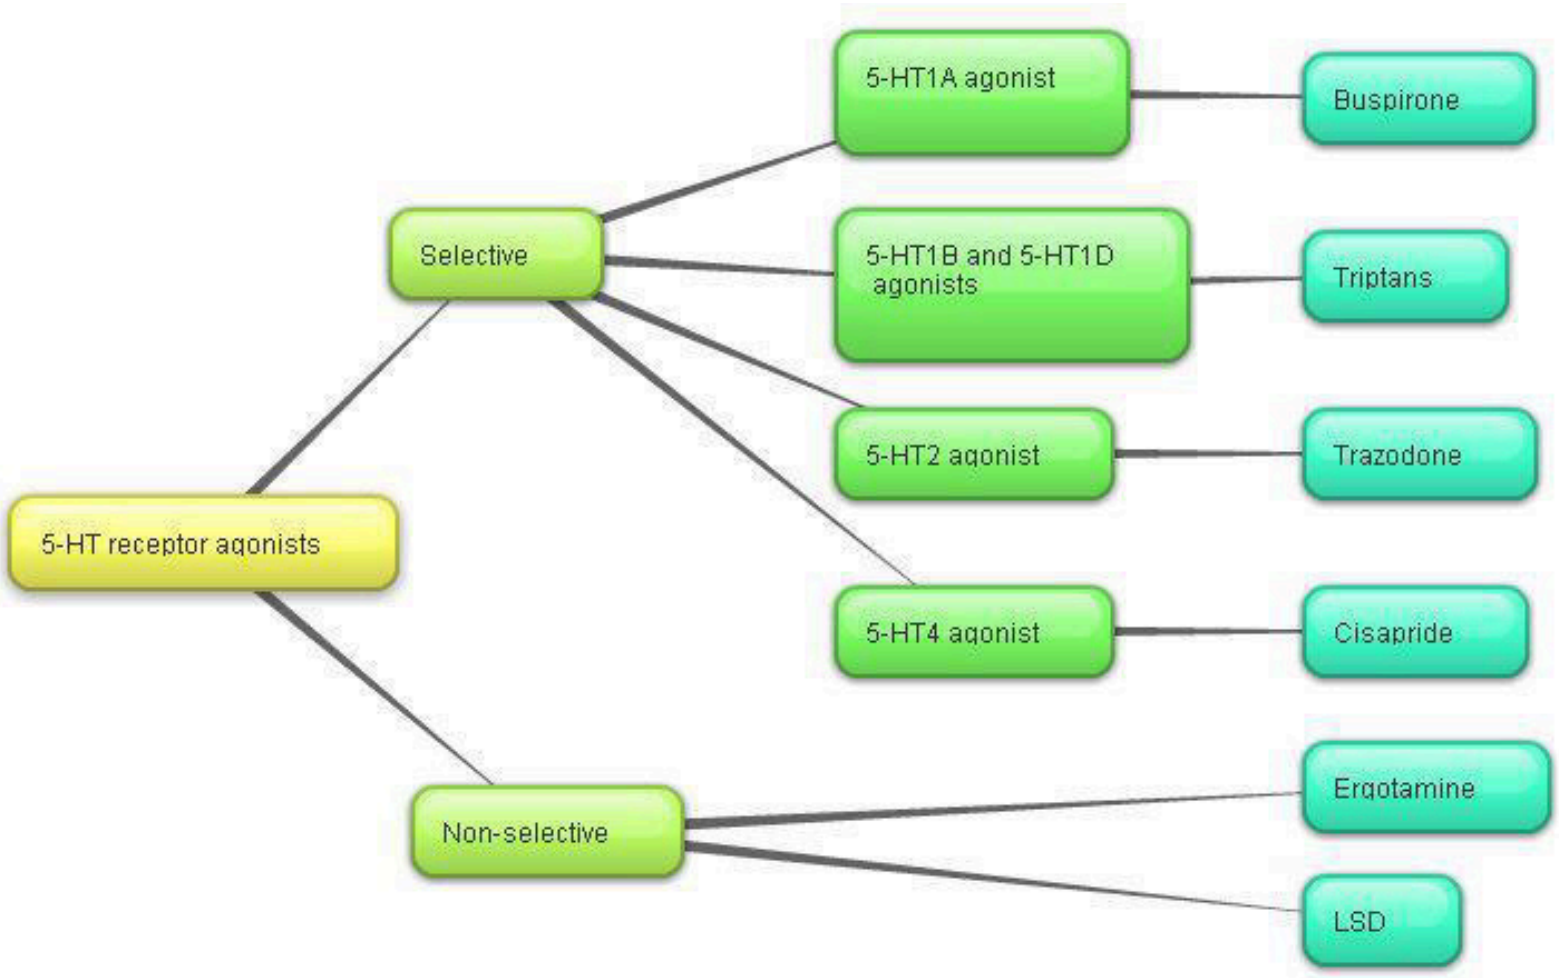 5-HT receptor agonists
Selective
5-HT1A agonist
Buspirone
5-HT1B and 5-HT1D
agonists
Triptans
5-HT2 agonist
Trazodone
5-HT4 agonist
Cisapride
Non-selective
Ergotamine
LSD